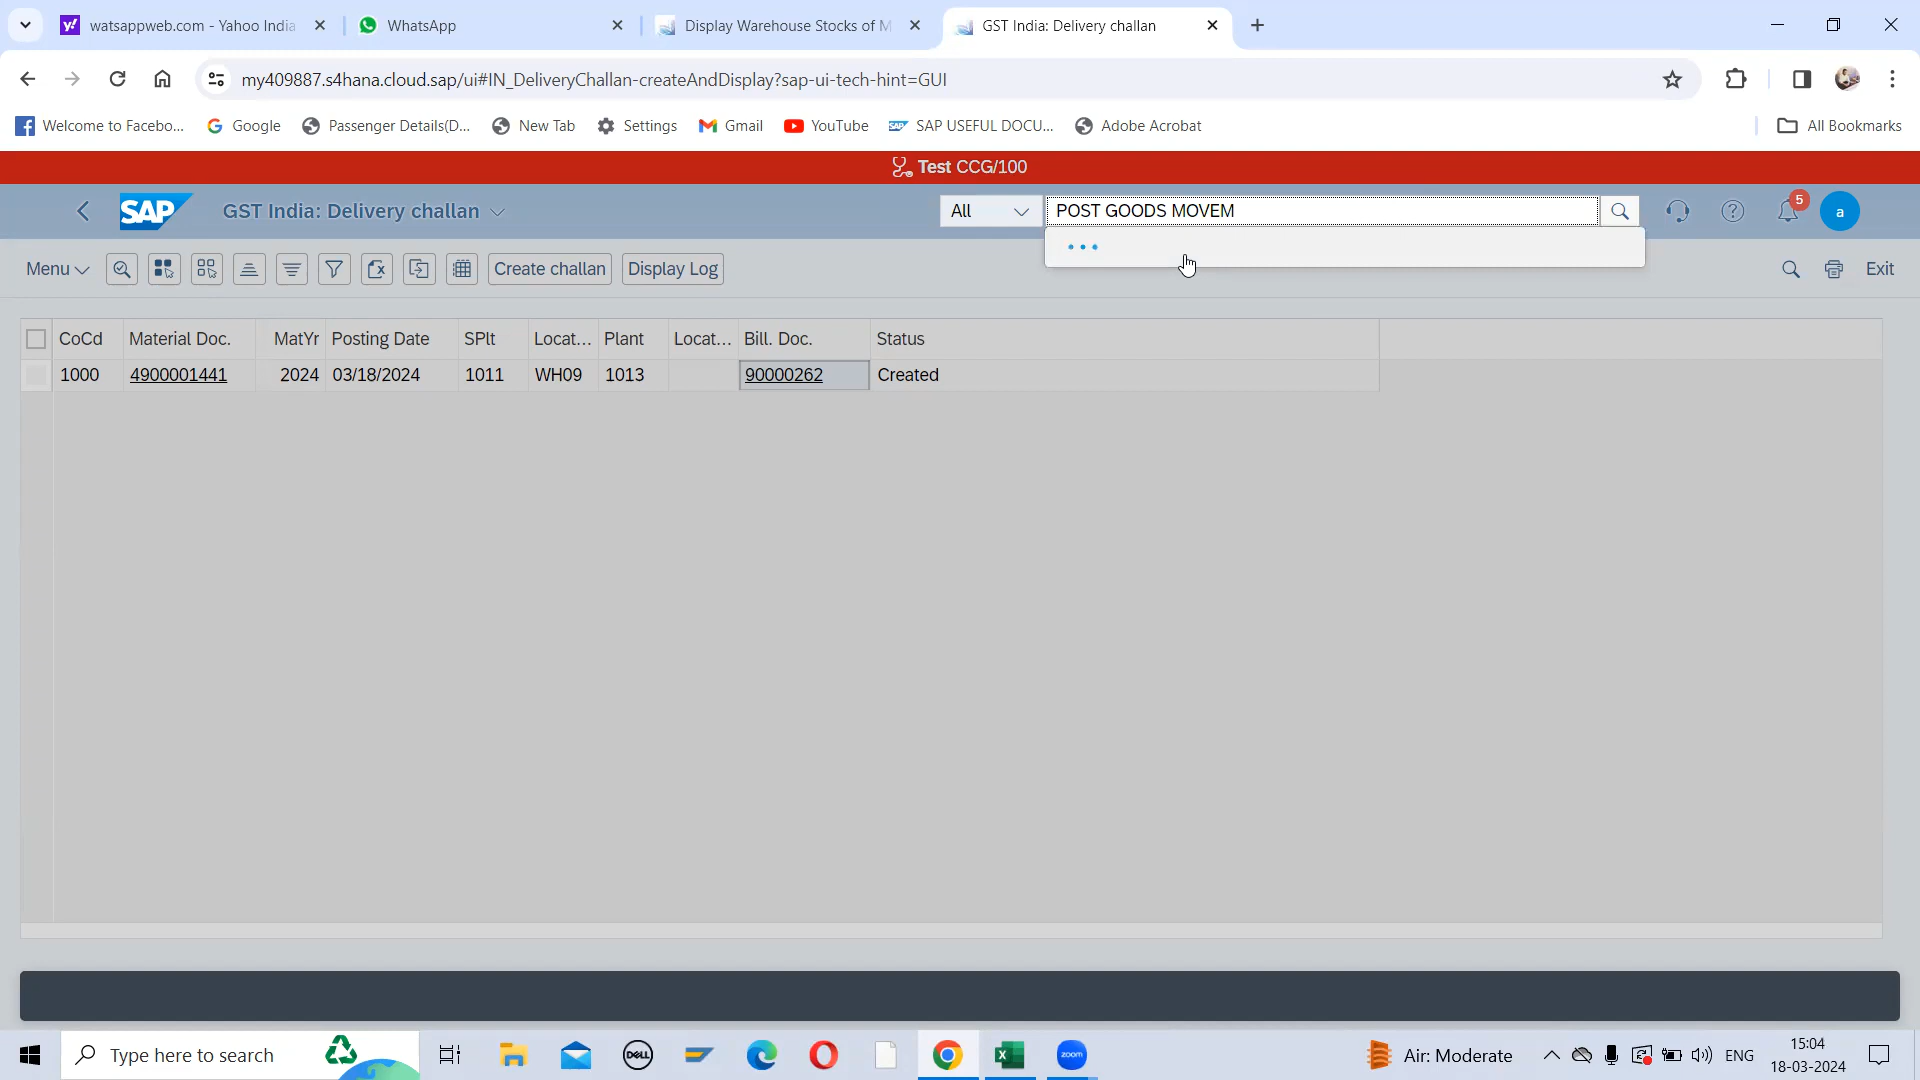 watsappweb.com - Yahoo India
WhatsApp
Display Warehouse Stocks of M
GST India: Delivery challan
my409887.s4hana.cloud.sap/ui#IN_DeliveryChallan-createAndDisplay?sap-ui-tech-hint=GUI
Welcome to Facebo...
Google
Passenger Details(D...
New Tab
Settings
Gmail
YouTube
SAP USEFUL DOCU...
Adobe Acrobat
All Bookmarks
Test CCG/100
SAP
GST India: Delivery challan
All
POST GOODS MOVEM
5
a
Menu
Create challan
Display Log
Exit
CoCd Material Doc. MatYr Posting Date SPlt Locat... Plant Locat... Bill. Doc. Status
1000 4900001441 2024 03/18/2024 1011 WH09 1013 90000262 Created
Type here to search
DELL
zoom
Air: Moderate
ENG
15:04
18-03-2024